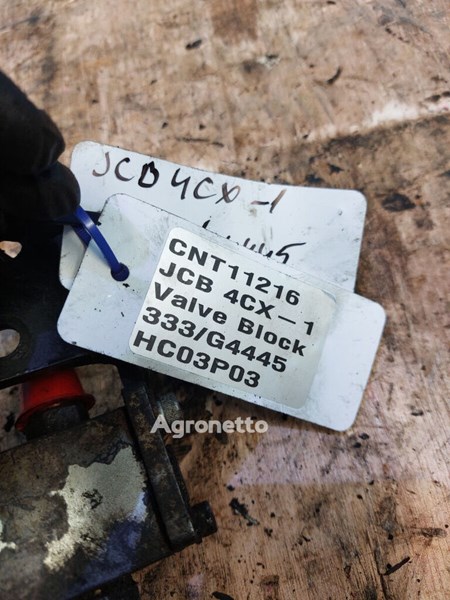 JCB 4CX-1
CNT11216
JCB 4CX-1
Valve Block
333/G4445
HC03P03
Agronetto